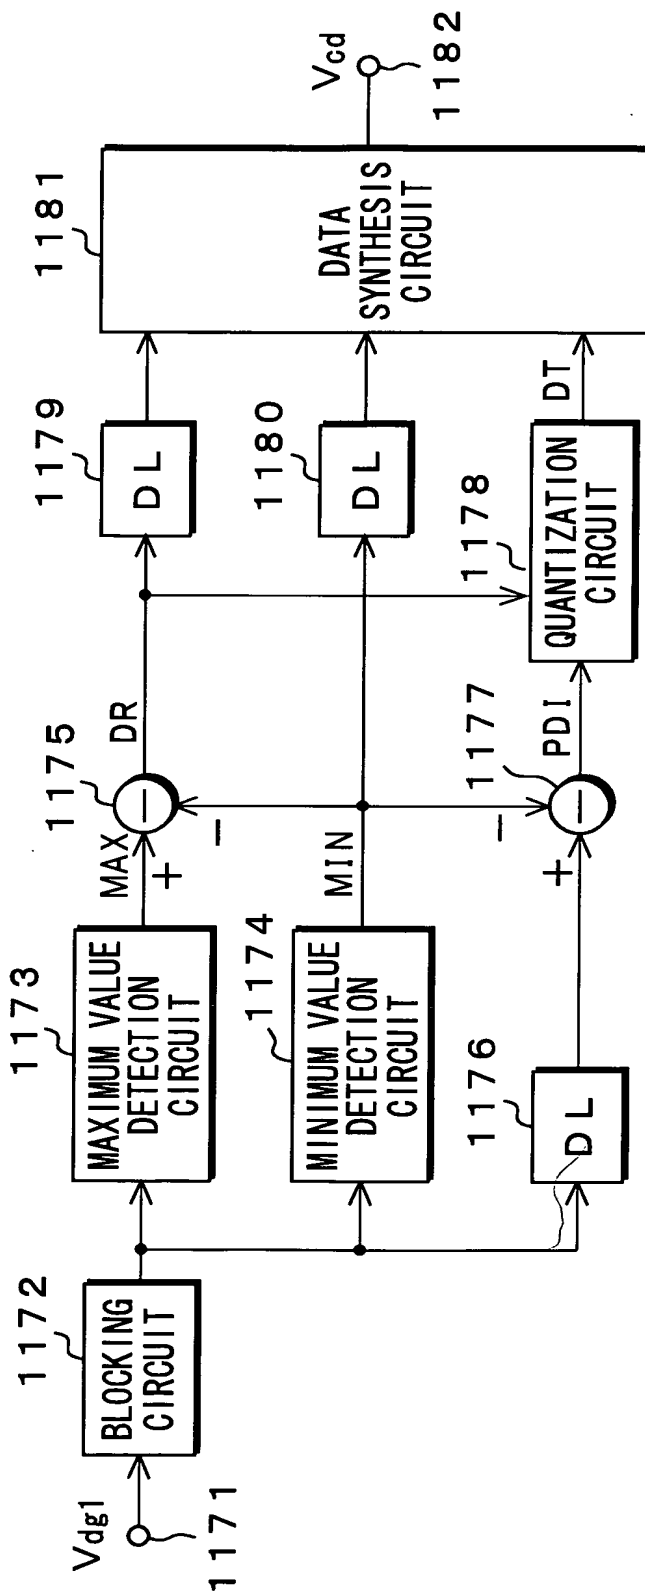 Vdg1
1171
1172
BLOCKING
CIRCUIT
1173
MAXIMUM VALUE
DETECTION
CIRCUIT
MAX
+
1175
−
−
DR
1179
DL
1181
DATA
SYNTHESIS
CIRCUIT
Vcd
1182
1174
MINIMUM VALUE
DETECTION
CIRCUIT
MIN
1180
DL
1176
DL
+
−
1177
−
PDI
1178
QUANTIZATION
CIRCUIT
DT